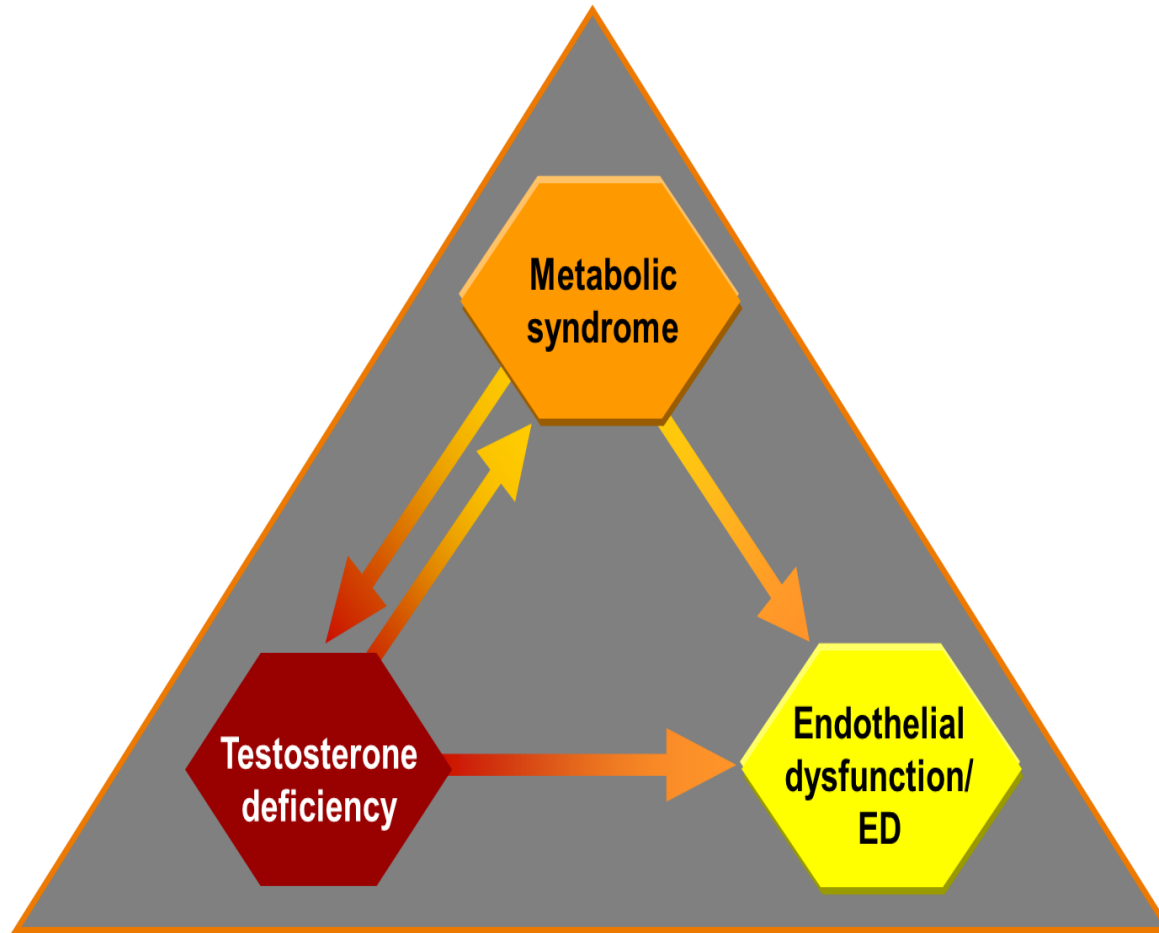 Metabolic
syndrome
Testosterone
deficiency
Endothelial
dysfunction/
ED